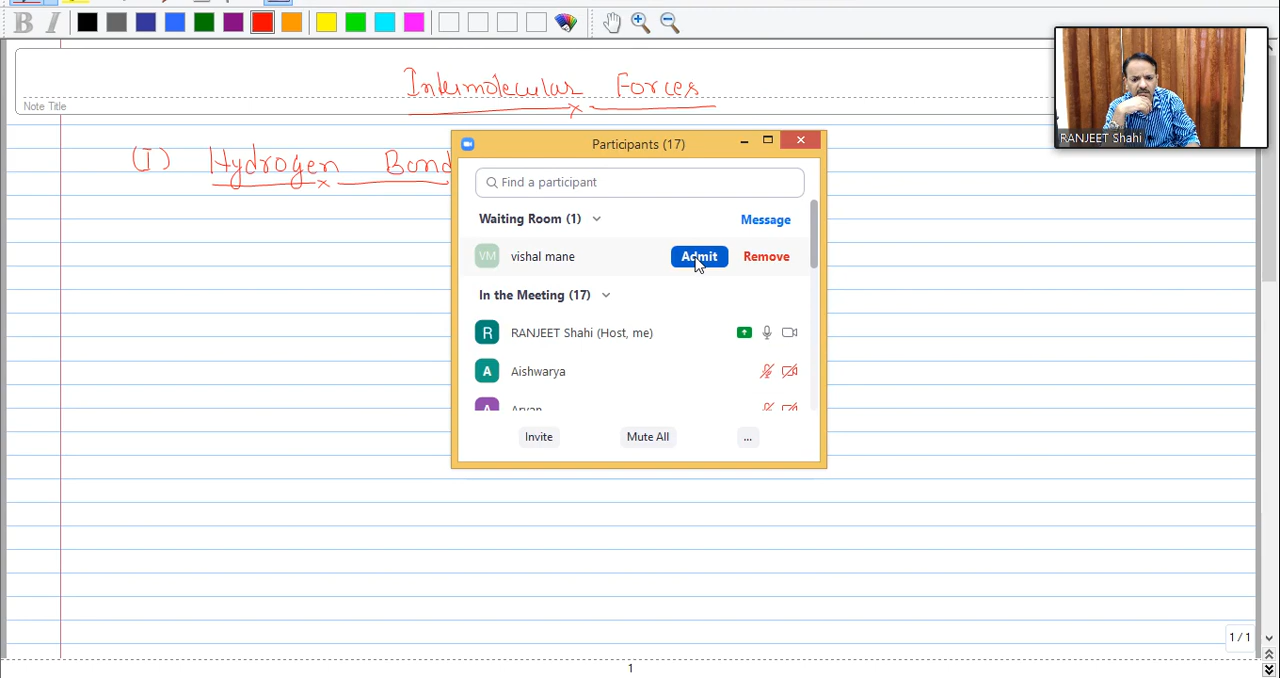 B I
Intermolecular Forces
Note Title
RANJEET Shahi
(I) Hydrogen Bond
Participants (17)
Find a participant
Waiting Room (1) Message
VM vishal mane Admit Remove
In the Meeting (17)
R RANJEET Shahi (Host, me)
A Aishwarya
A Aryan
Invite Mute All ...
1 / 1
1